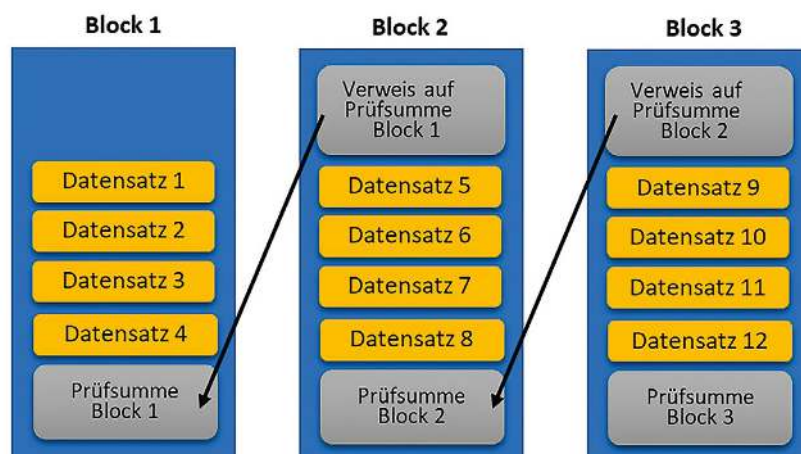 Block 1
Datensatz 1
Datensatz 2
Datensatz 3
Datensatz 4
Prüfsumme
Block 1
Block 2
Verweis auf
Prüfsumme
Block 1
Datensatz 5
Datensatz 6
Datensatz 7
Datensatz 8
Prüfsumme
Block 2
Block 3
Verweis auf
Prüfsumme
Block 2
Datensatz 9
Datensatz 10
Datensatz 11
Datensatz 12
Prüfsumme
Block 3